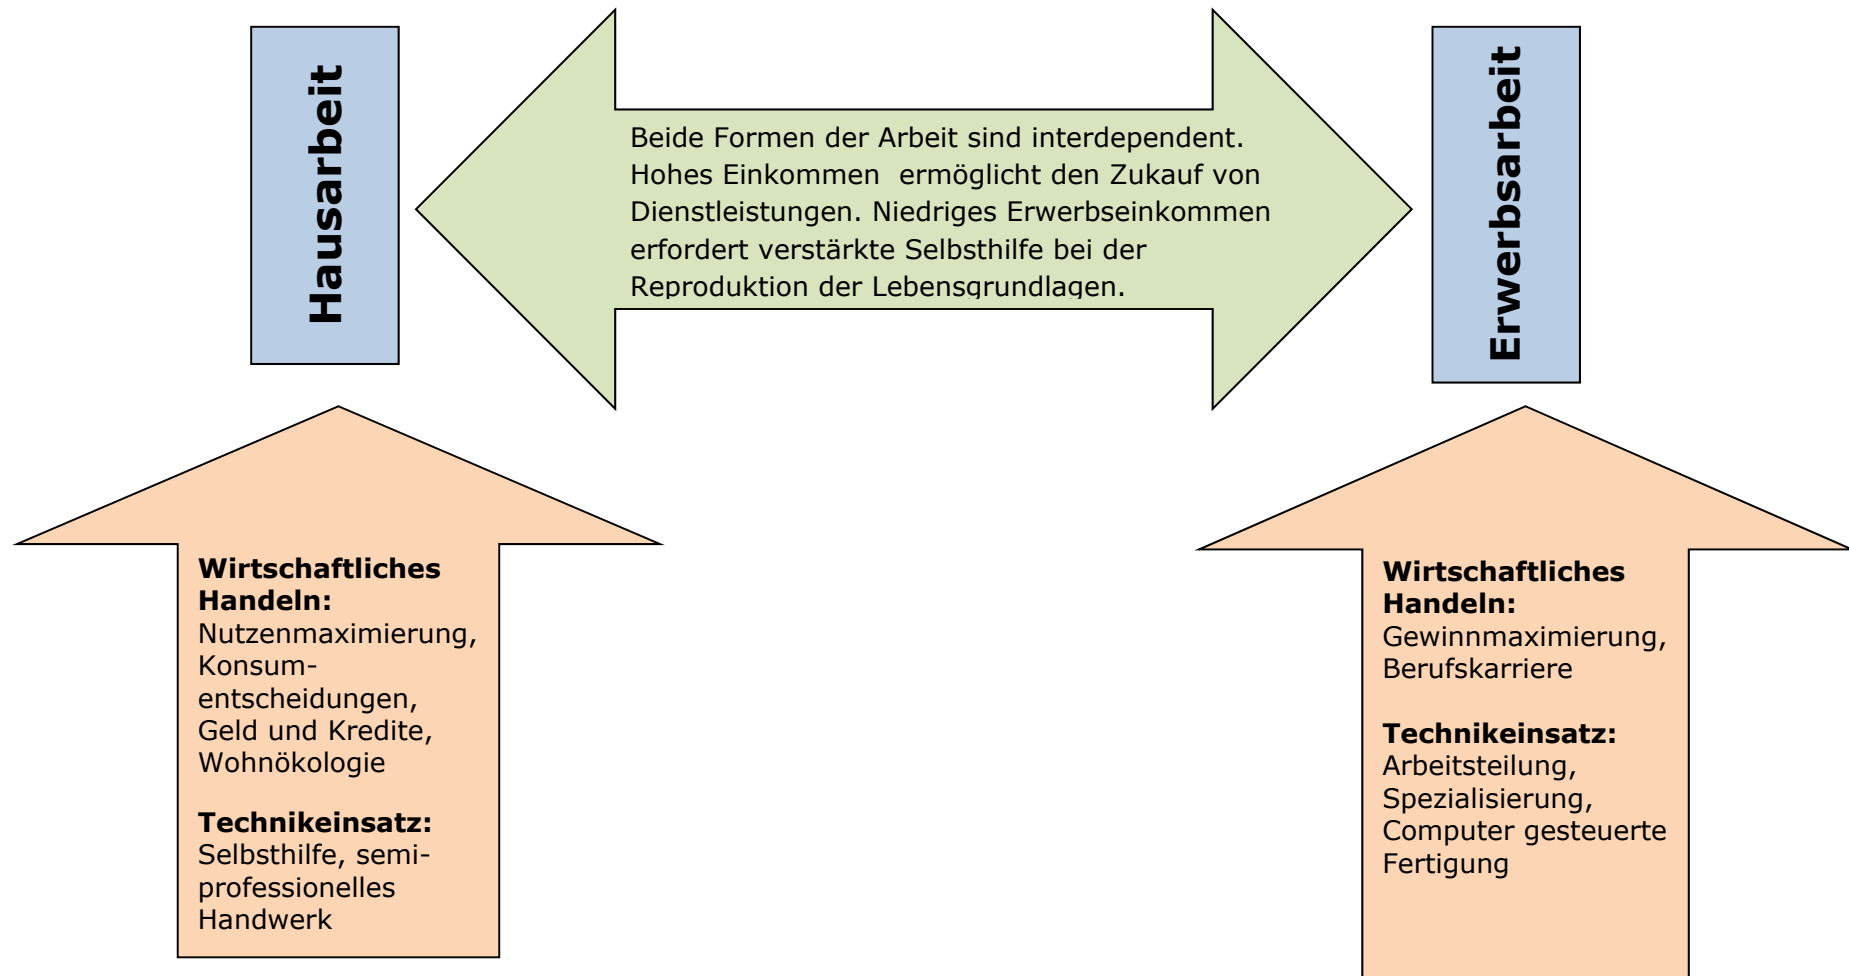 Hausarbeit
Beide Formen der Arbeit sind interdependent.
Hohes Einkommen ermöglicht den Zukauf von
Dienstleistungen. Niedriges Erwerbseinkommen
erfordert verstärkte Selbsthilfe bei der
Reproduktion der Lebensgrundlagen.
Erwerbsarbeit
Wirtschaftliches
Handeln:
Nutzenmaximierung,
Konsum-
entscheidungen,
Geld und Kredite,
Wohnökologie
Technikeinsatz:
Selbsthilfe, semi-
professionelles
Handwerk
Wirtschaftliches
Handeln:
Gewinnmaximierung,
Berufskarriere
Technikeinsatz:
Arbeitsteilung,
Spezialisierung,
Computer gesteuerte
Fertigung